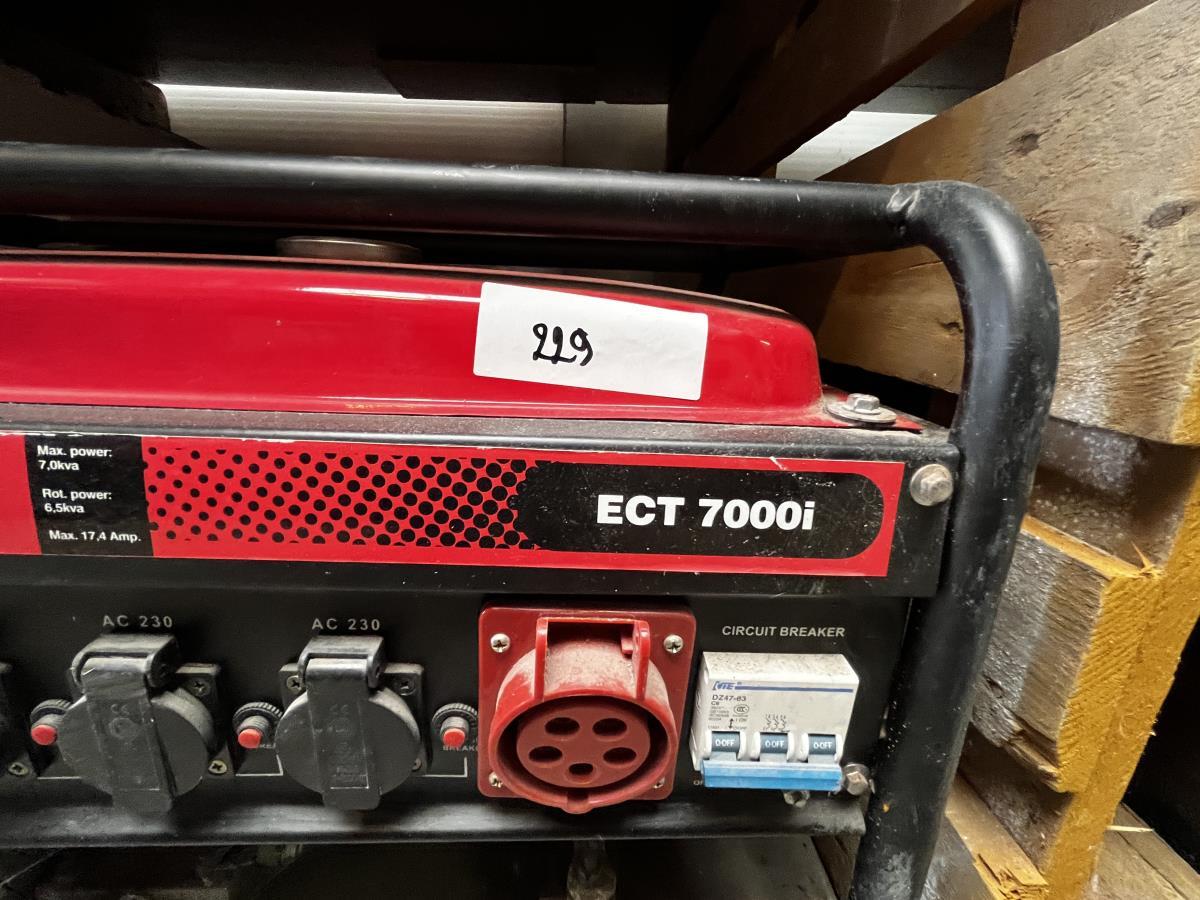 229
Max. power:
7,0kva
Rot. power:
6,5kva
Max. 17,4 Amp.
ECT 7000i
AC 230
AC 230
CIRCUIT BREAKER
DZ47-63
C9
O-OFF
O-OFF
O-OFF